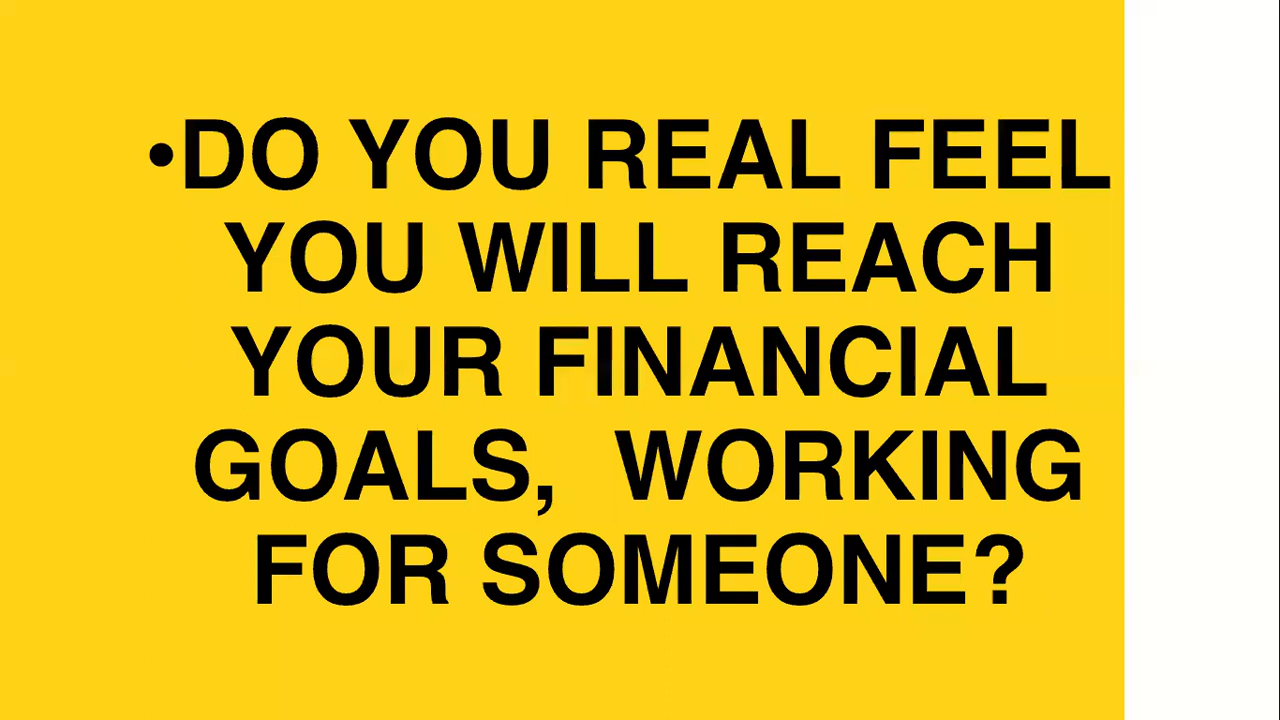 •DO YOU REAL FEEL
YOU WILL REACH
YOUR FINANCIAL
GOALS,  WORKING
FOR SOMEONE?